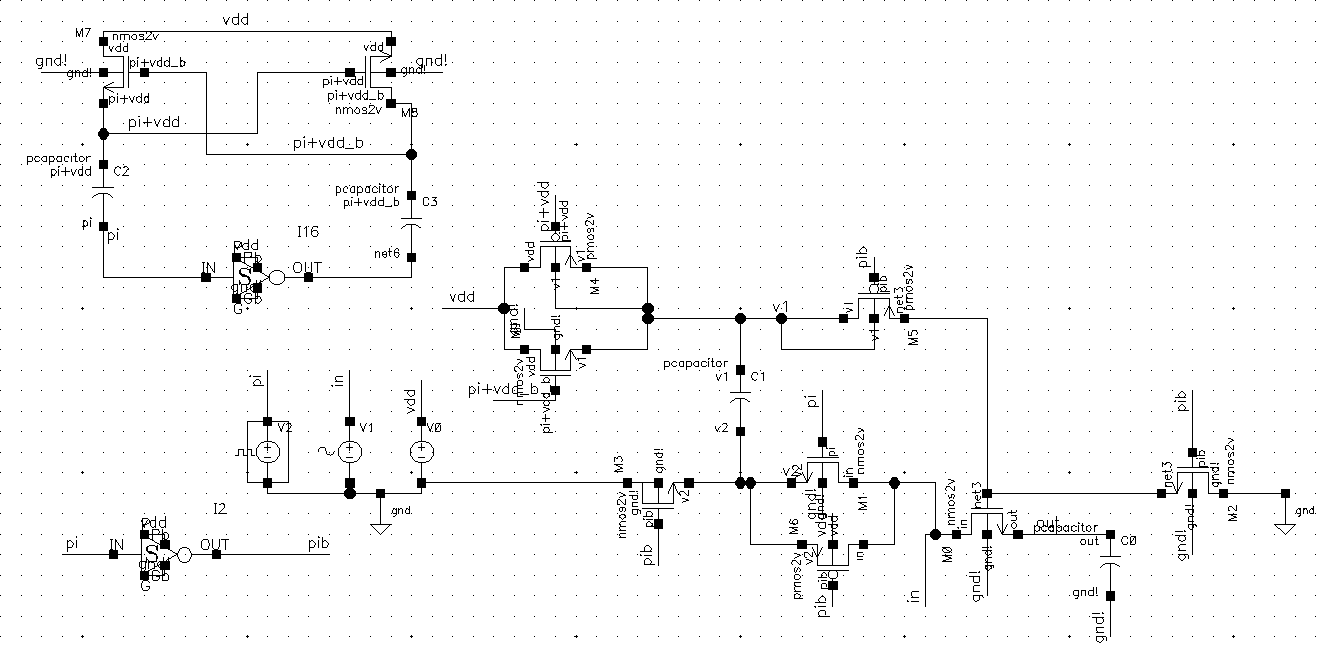 vdd
M7
nmos2v
vdd
vdd
gnd!
gnd!
pi+vdd_b
gnd!
gnd!
pi+vdd
pi+vdd
pi+vdd_b
nmos2v
M8
pi+vdd
pi+vdd_b
pcapacitor
pi+vdd
C2
pcapacitor
pi+vdd_b
C3
pi
pi
I16
net6
IN
OUT
S
G
pi+vdd
pi+vdd
pmos2v
vdd
v1
v1
M4
vdd
gnd!
gnd!
v1
nmos2v
vdd
pi+vdd_b
pi+vdd_b
v1
pib
pib
pmos2v
net3
v1
v1
M5
pcapacitor
v1
C1
v2
pi
V2
in
V1
vdd
V0
gnd
M3
gnd!
nmos2v
gnd!
v2
pib
pib
pi
pi
nmos2v
in
M1
gnd!
M6
vdd
vdd
v2
in
pmos2v
pib
pib
nmos2v
net3
in
out
M0
gnd!
gnd!
in
out
pcapacitor
out
C0
gnd!
gnd!
pib
pib
net3
gnd!
nmos2v
M2
gnd!
gnd!
gnd
I2
pi
IN
OUT
pib
vdd
S
G